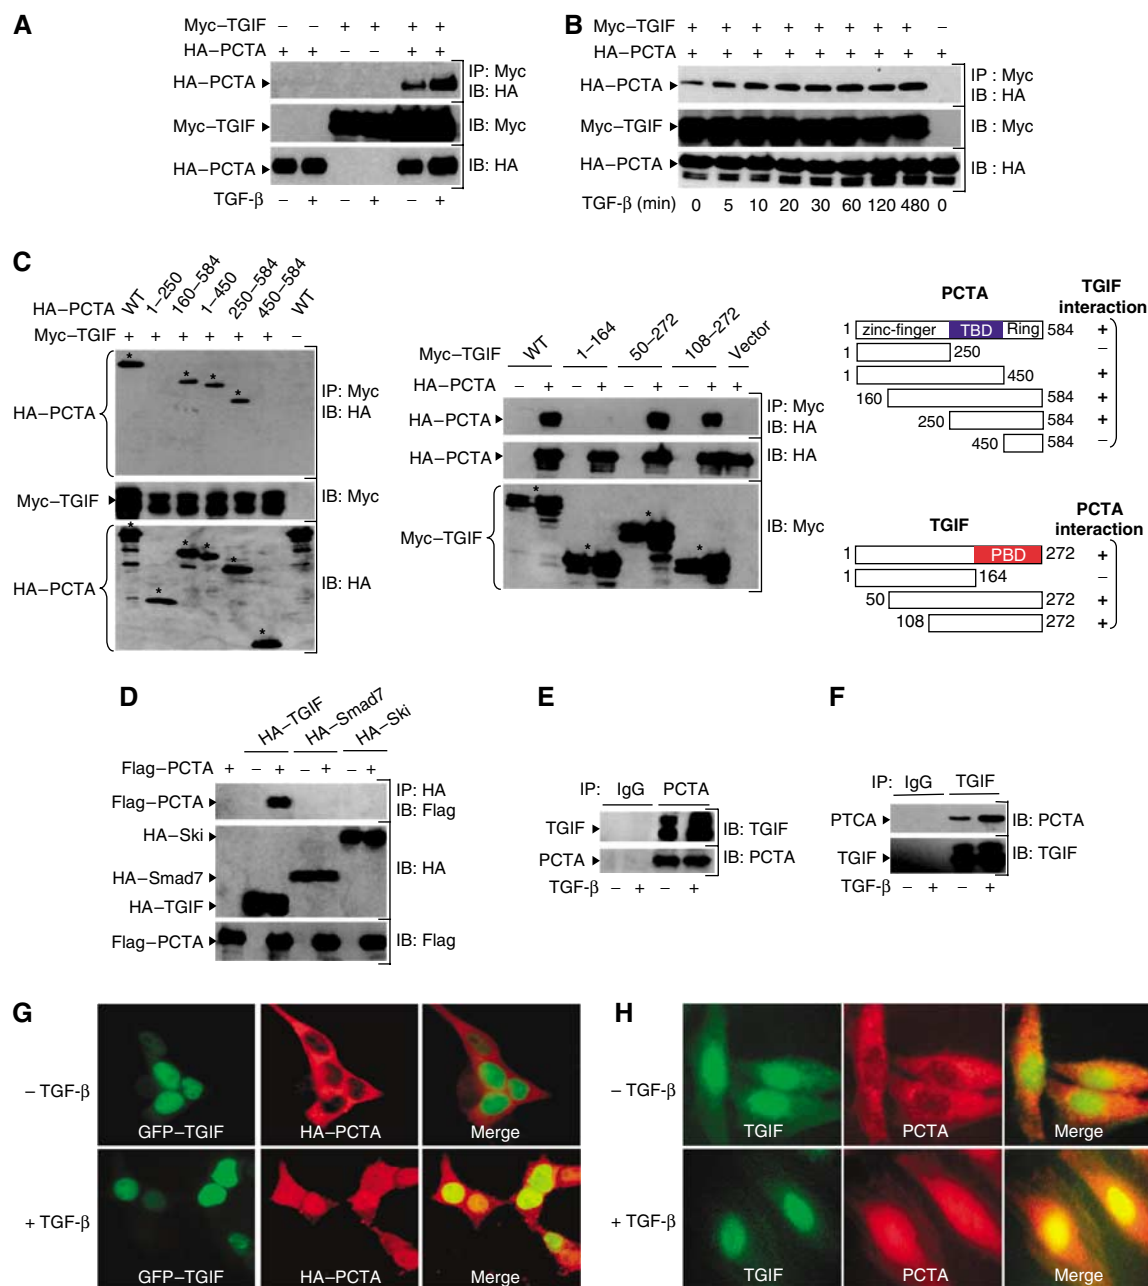 A
Myc–TGIF – – + + + +
HA–PCTA + + – – + +
HA–PCTA
IP: Myc
IB: HA
Myc–TGIF
IB: Myc
HA–PCTA
IB: HA
TGF-β – + – + – +
B
Myc–TGIF + + + + + + + + –
HA–PCTA + + + + + + + + +
HA–PCTA
IP : Myc
IB : HA
Myc–TGIF
IB : Myc
HA–PCTA
IB : HA
TGF-β (min) 0 5 10 20 30 60 120 480 0
C
HA–PCTA WT 1–250 160–584 1–450 250–584 450–584 WT
Myc–TGIF + + + + + + –
* * * *
HA–PCTA
IP: Myc
IB: HA
Myc–TGIF
IB: Myc
* * * * * *
HA–PCTA
IB: HA
Myc–TGIF WT 1–164 50–272 108–272 Vector
HA–PCTA – + – + – + – + +
HA–PCTA
IP: Myc
IB: HA
HA–PCTA
IB: HA
* * * *
Myc–TGIF
IB: Myc
PCTA
TGIF
interaction
1 zinc-finger TBD Ring 584 +
1 250 –
1 450 +
160 584 +
250 584 +
450 584 –
TGIF
PCTA
interaction
1 PBD 272 +
1 164 –
50 272 +
108 272 +
D
HA–TGIF HA–Smad7 HA–Ski
Flag–PCTA + – + – + – +
Flag–PCTA
IP: HA
IB: Flag
HA–Ski
HA–Smad7
IB: HA
HA–TGIF
Flag–PCTA
IB: Flag
E
IP: IgG PCTA
TGIF
IB: TGIF
PCTA
IB: PCTA
TGF-β – + – +
F
IP: IgG TGIF
PTCA
IB: PCTA
TGIF
IB: TGIF
TGF-β – + – +
G
– TGF-β
GFP–TGIF HA–PCTA Merge
+ TGF-β
GFP–TGIF HA–PCTA Merge
H
– TGF-β
TGIF PCTA Merge
+ TGF-β
TGIF PCTA Merge